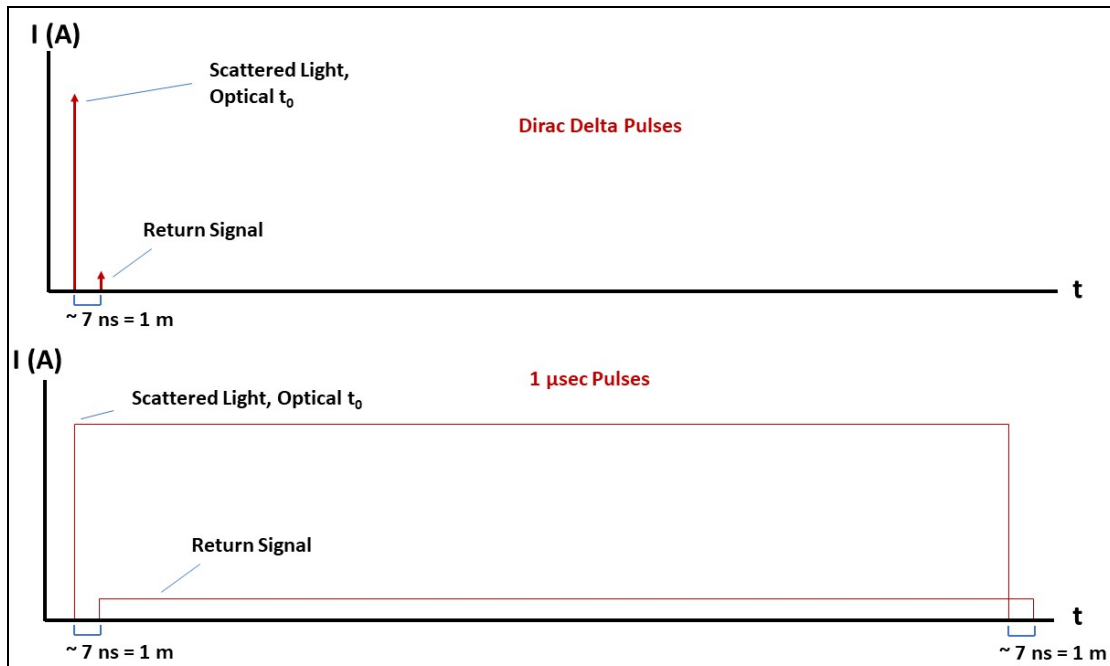 I (A)
Scattered Light,
Optical t₀
Dirac Delta Pulses
Return Signal
t
~ 7 ns = 1 m
I (A)
1 µsec Pulses
Scattered Light, Optical t₀
Return Signal
t
~ 7 ns = 1 m
~ 7 ns = 1 m